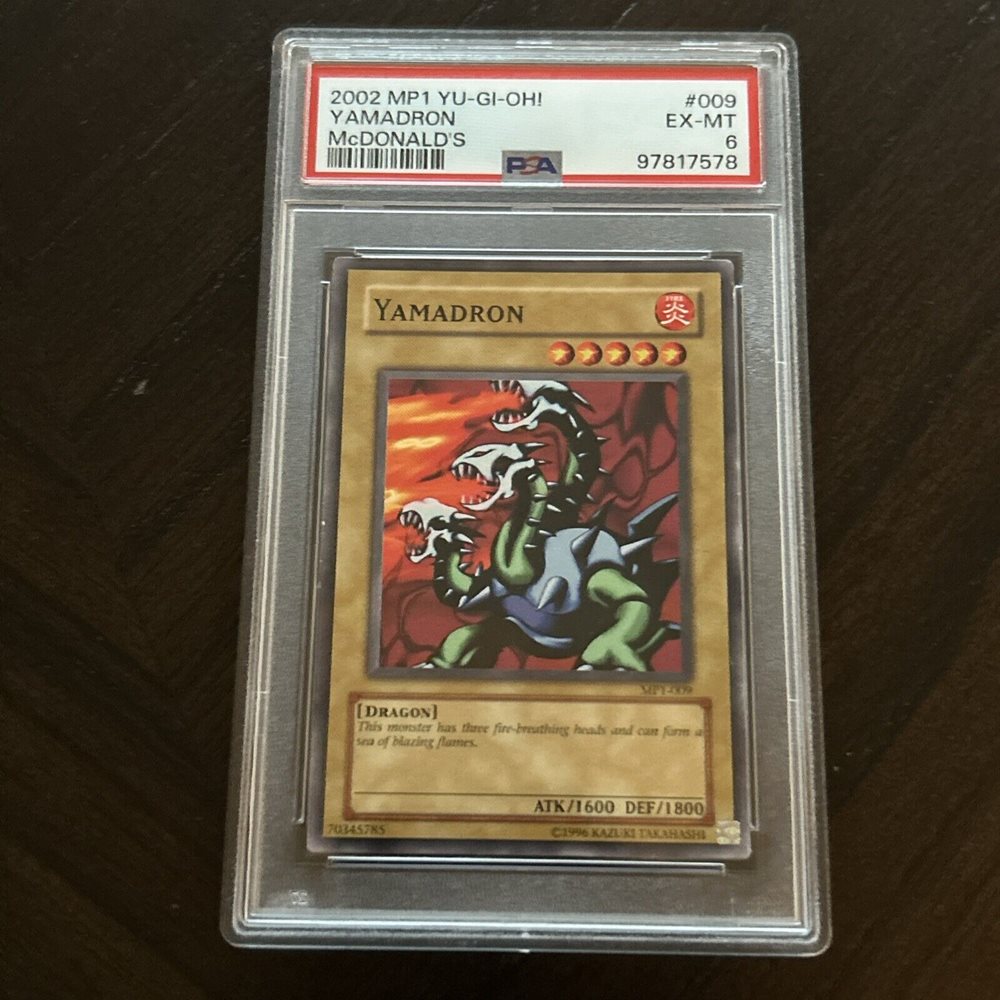 2002 MP1 YU-GI-OH! #009
YAMADRON EX-MT
McDONALD'S 6
PSA 97817578
YAMADRON
FIRE
炎
MP1-009
[DRAGON]
This monster has three fire-breathing heads and can form a
sea of blazing flames.
ATK/1600 DEF/1800
70345785 ©1996 KAZUKI TAKAHASHI